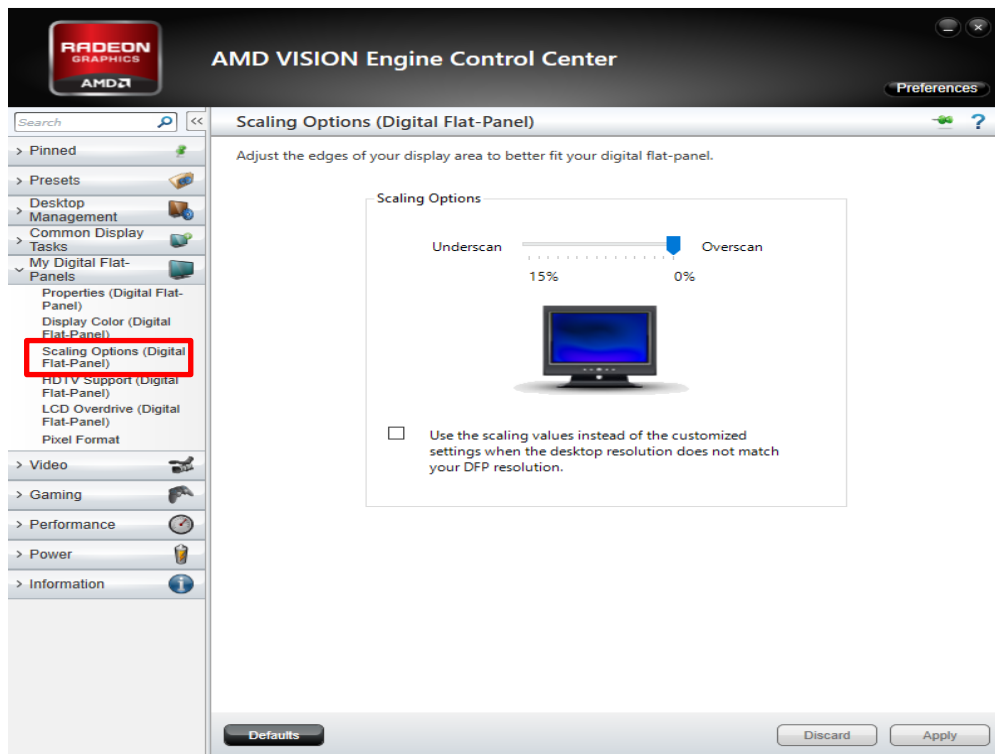 RADEON
GRAPHICS
AMD
AMD VISION Engine Control Center
Preferences
Search
<<
Scaling Options (Digital Flat-Panel)
?
> Pinned
> Presets
> Desktop
Management
> Common Display
Tasks
My Digital Flat-
Panels
Properties (Digital Flat-
Panel)
Display Color (Digital
Flat-Panel)
Scaling Options (Digital
Flat-Panel)
HDTV Support (Digital
Flat-Panel)
LCD Overdrive (Digital
Flat-Panel)
Pixel Format
> Video
> Gaming
> Performance
> Power
> Information
Adjust the edges of your display area to better fit your digital flat-panel.
Scaling Options
Underscan
Overscan
15%
0%
Use the scaling values instead of the customized
settings when the desktop resolution does not match
your DFP resolution.
Defaults
Discard
Apply